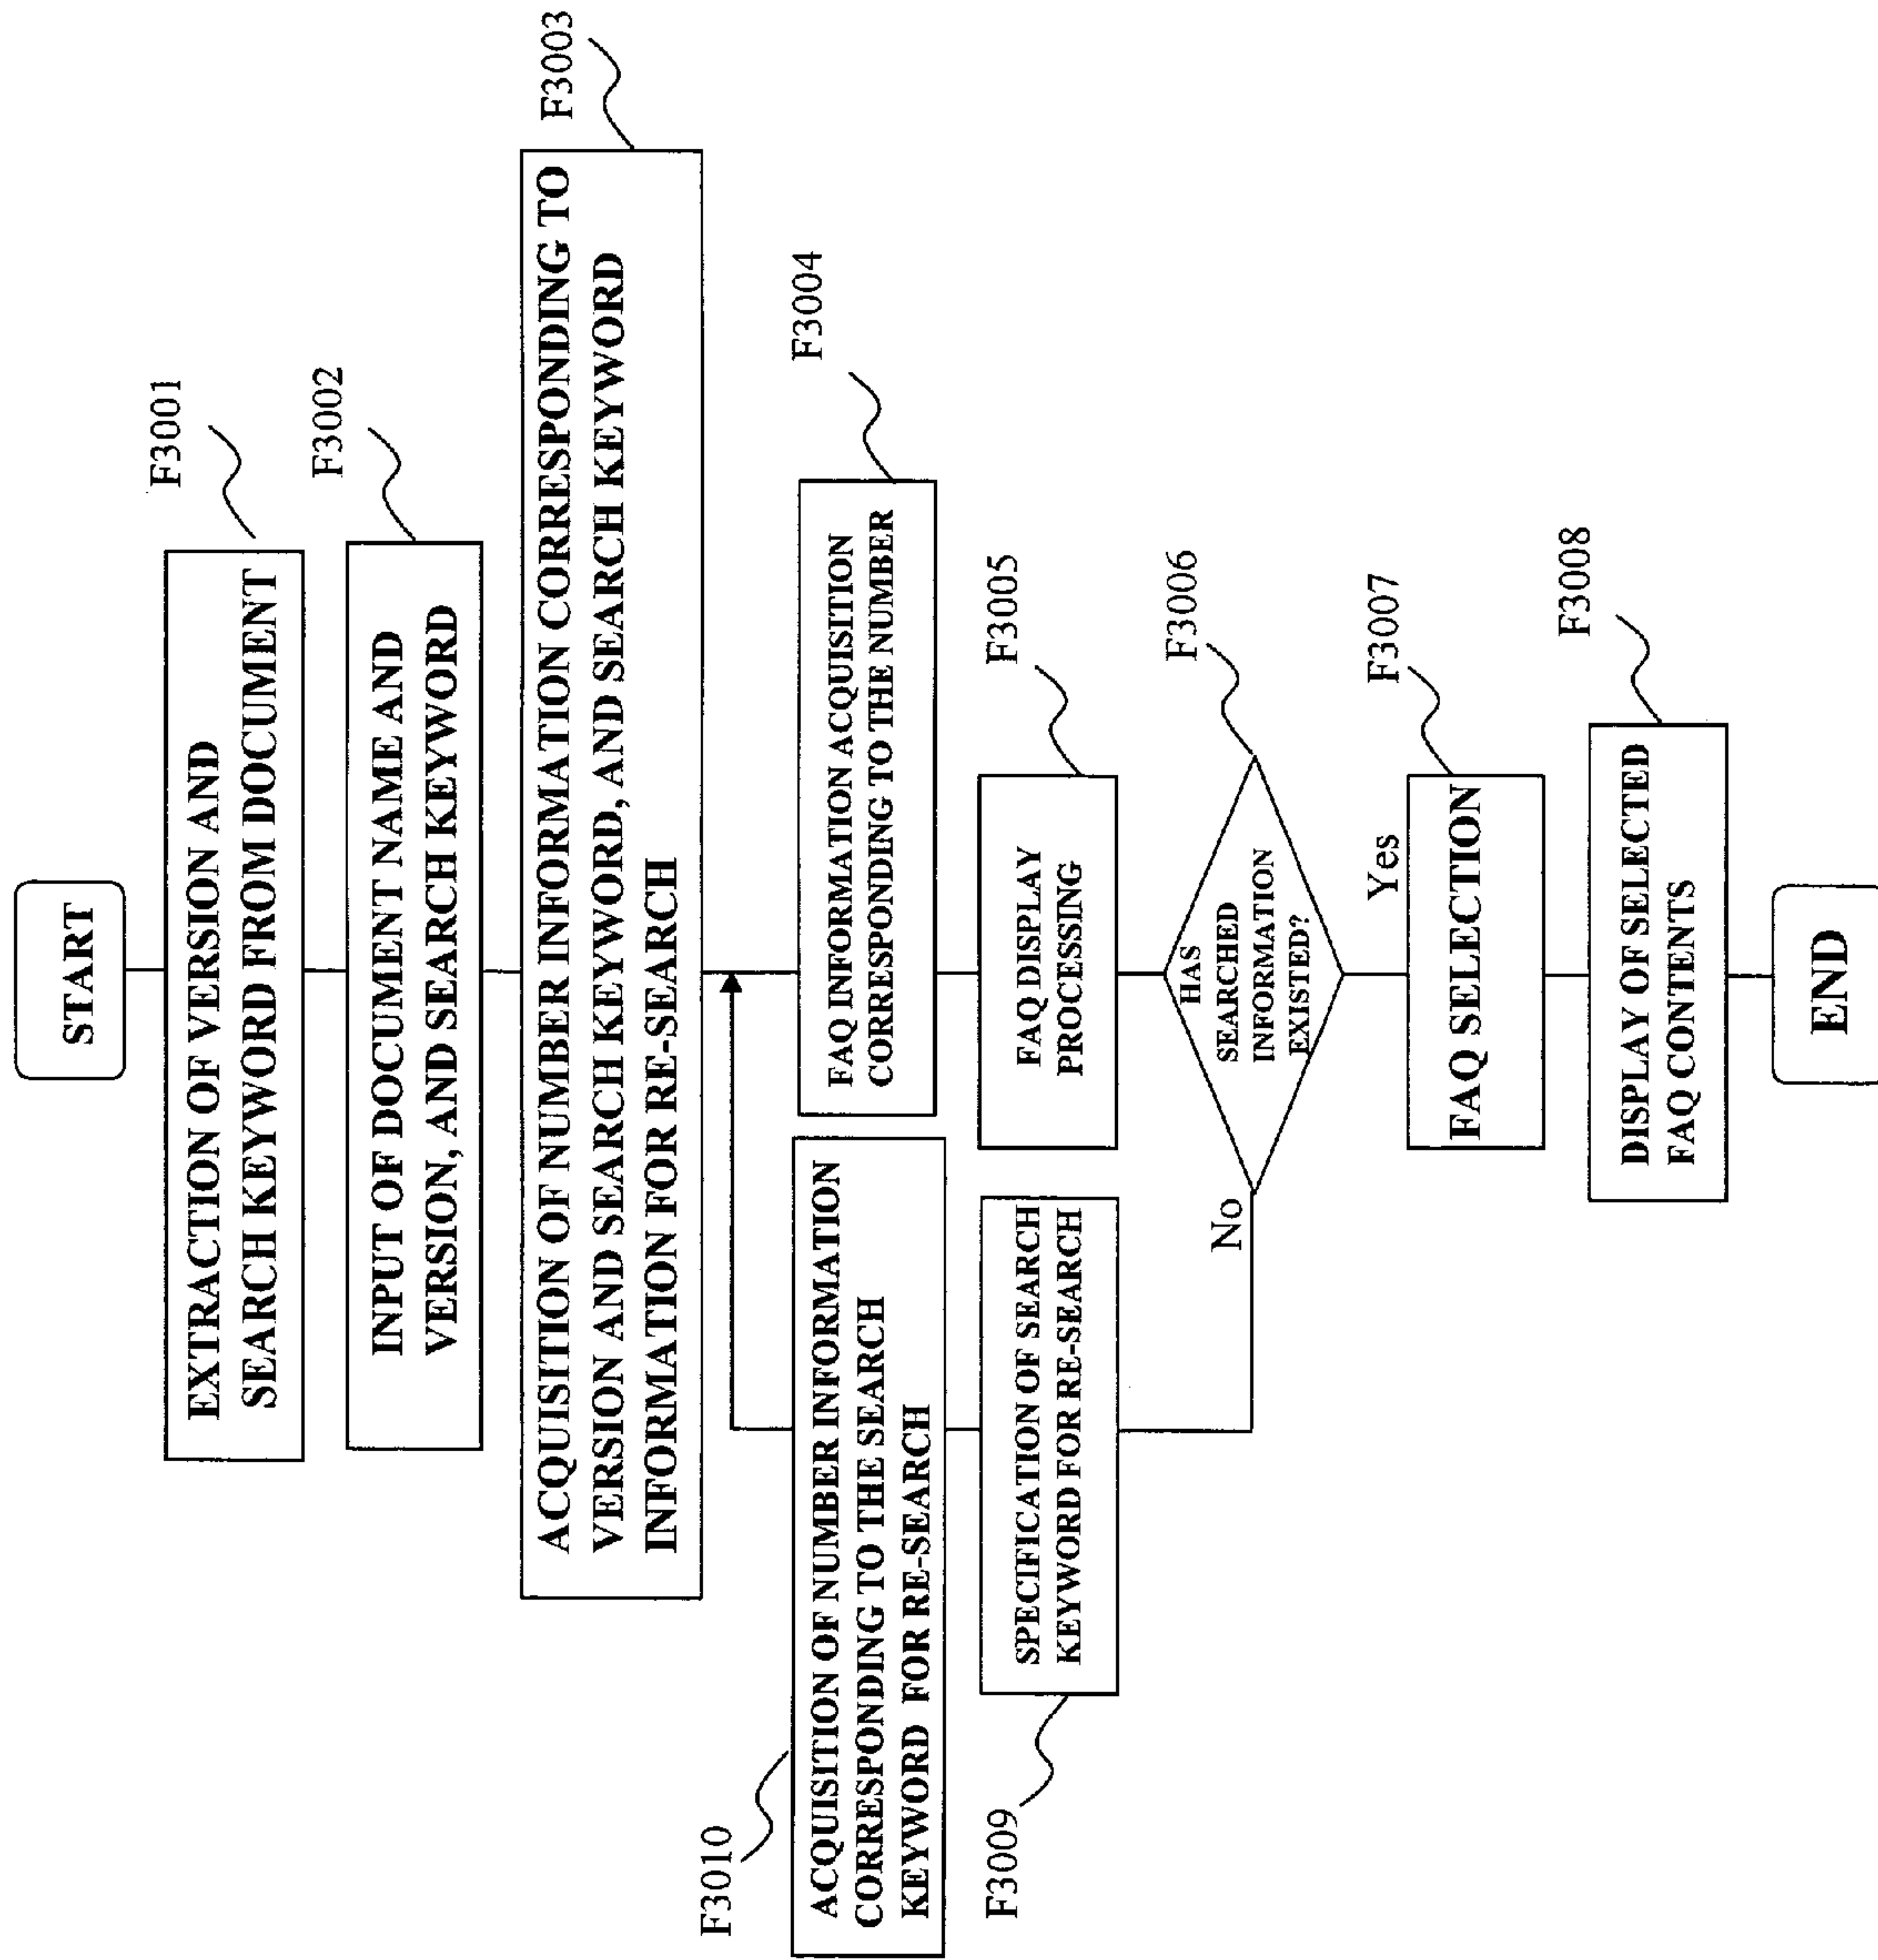 START
EXTRACTION OF VERSION AND
SEARCH KEYWORD FROM DOCUMENT
F3001
INPUT OF DOCUMENT NAME AND
VERSION, AND SEARCH KEYWORD
F3002
ACQUISITION OF NUMBER INFORMATION CORRESPONDING TO
VERSION AND SEARCH KEYWORD, AND SEARCH KEYWORD
INFORMATION FOR RE-SEARCH
F3003
FAQ INFORMATION ACQUISITION
CORRESPONDING TO THE NUMBER
F3004
FAQ DISPLAY
PROCESSING
F3005
HAS
SEARCHED
INFORMATION
EXISTED?
F3006
Yes
No
FAQ SELECTION
F3007
DISPLAY OF SELECTED
FAQ CONTENTS
F3008
END
SPECIFICATION OF SEARCH
KEYWORD FOR RE-SEARCH
F3009
ACQUISITION OF NUMBER INFORMATION
CORRESPONDING TO THE SEARCH
KEYWORD FOR RE-SEARCH
F3010